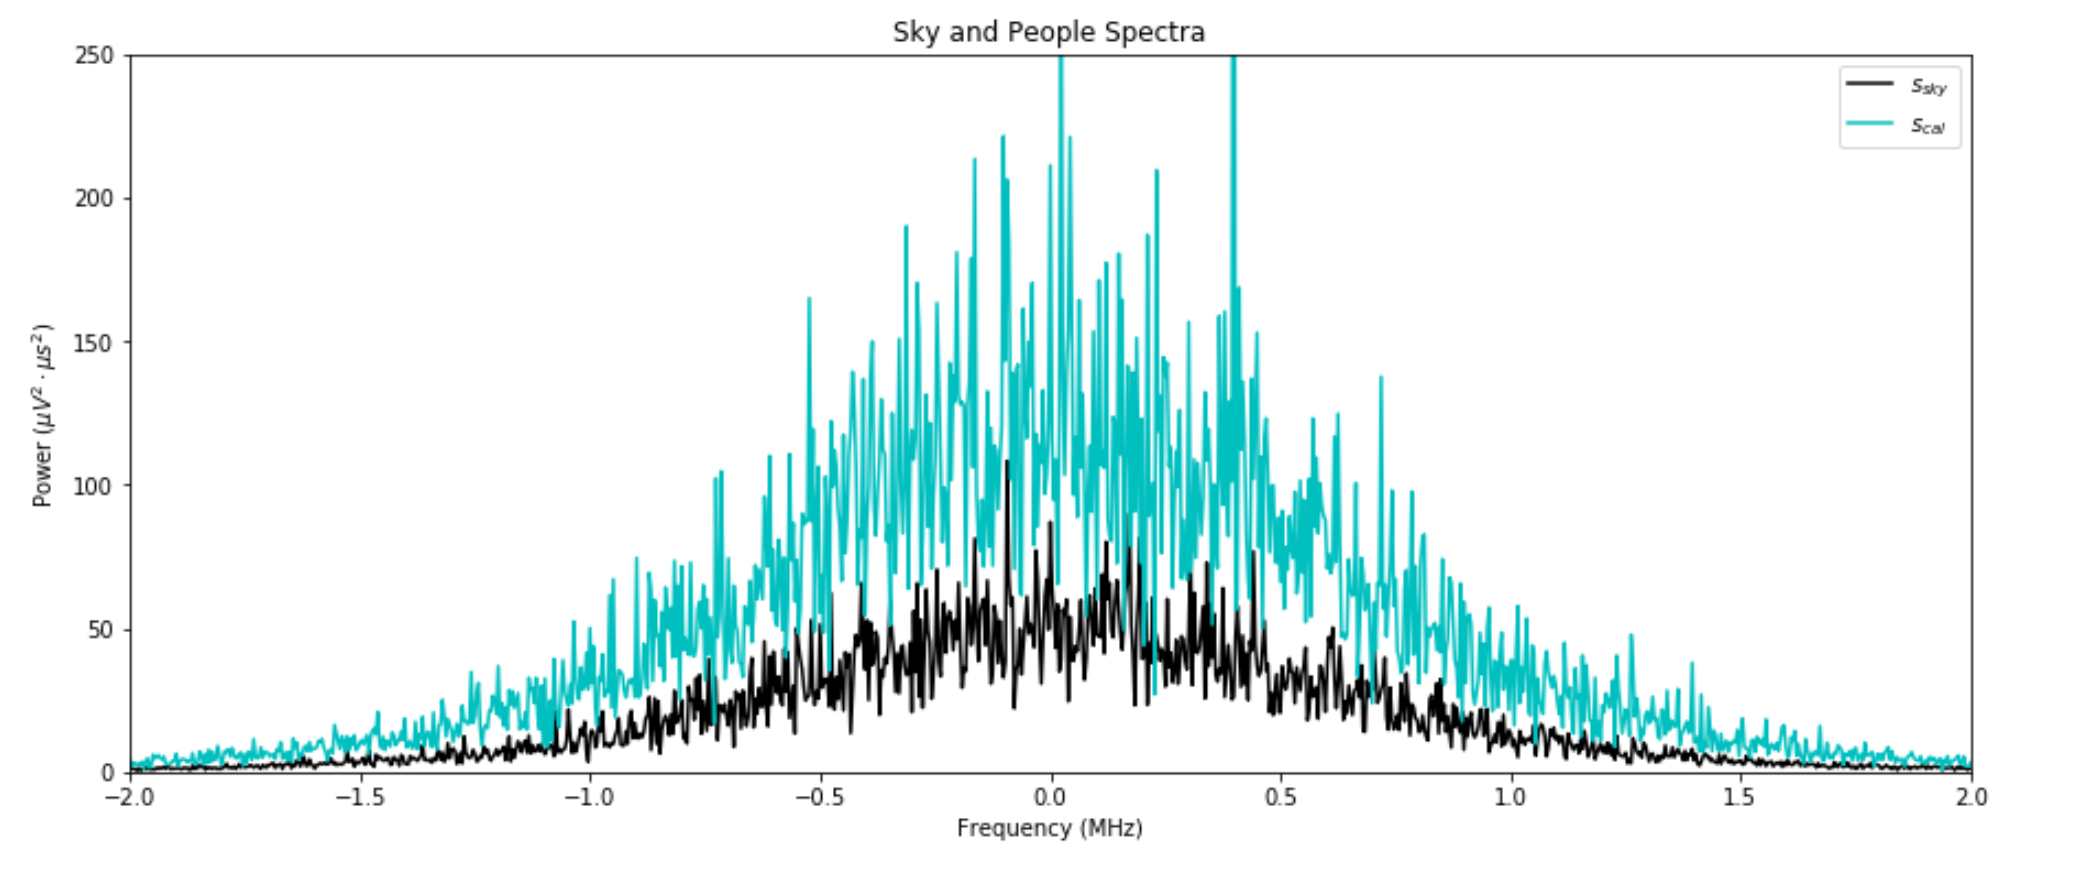 Sky and People Spectra
250
200
150
100
50
0
Power (μV² · μs²)
s_sky
s_cal
−2.0 −1.5 −1.0 −0.5 0.0 0.5 1.0 1.5 2.0
Frequency (MHz)